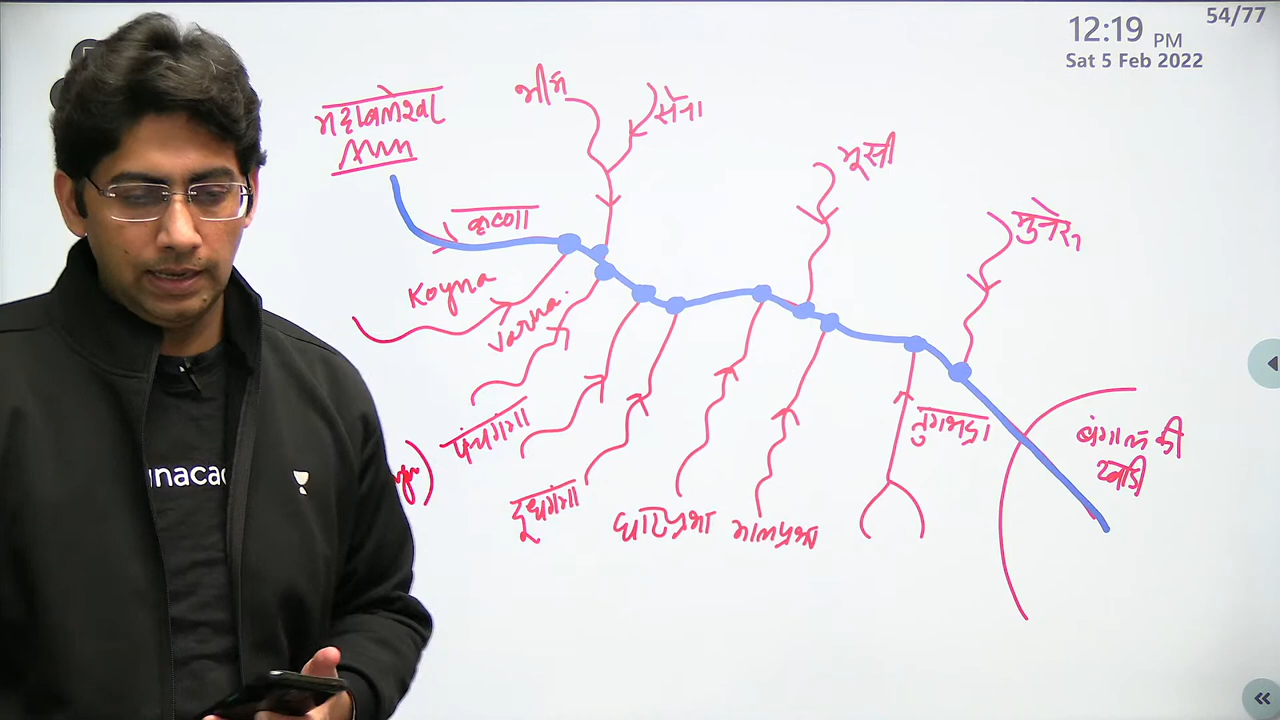 54/77
12:19 PM
Sat 5 Feb 2022
भीम
सेना
महाबलेश्वर
मूसी
कृष्णा
मुनेरु
Koyna
Varna.
पंचगंगा
तुंगभद्रा
बंगाल की
खाड़ी
unacad
दूधगंगा
घाटप्रभा
मालप्रभा